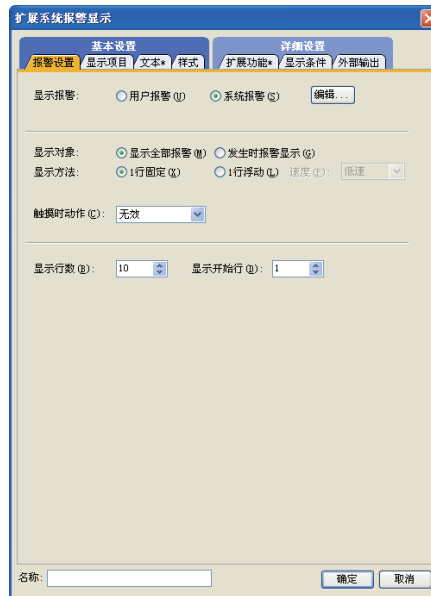 扩展系统报警显示
基本设置 详细设置
报警设置 显示项目 文本* 样式 扩展功能* 显示条件 外部输出
显示报警: 用户报警(U) 系统报警(S) 编辑...
显示对象: 显示全部报警(M) 发生时报警显示(G)
显示方法: 1行固定(X) 1行浮动(L) 速度(P): 低速
触摸时动作(C): 无效
显示行数(B): 10 显示开始行(D): 1
名称: 确定 取消